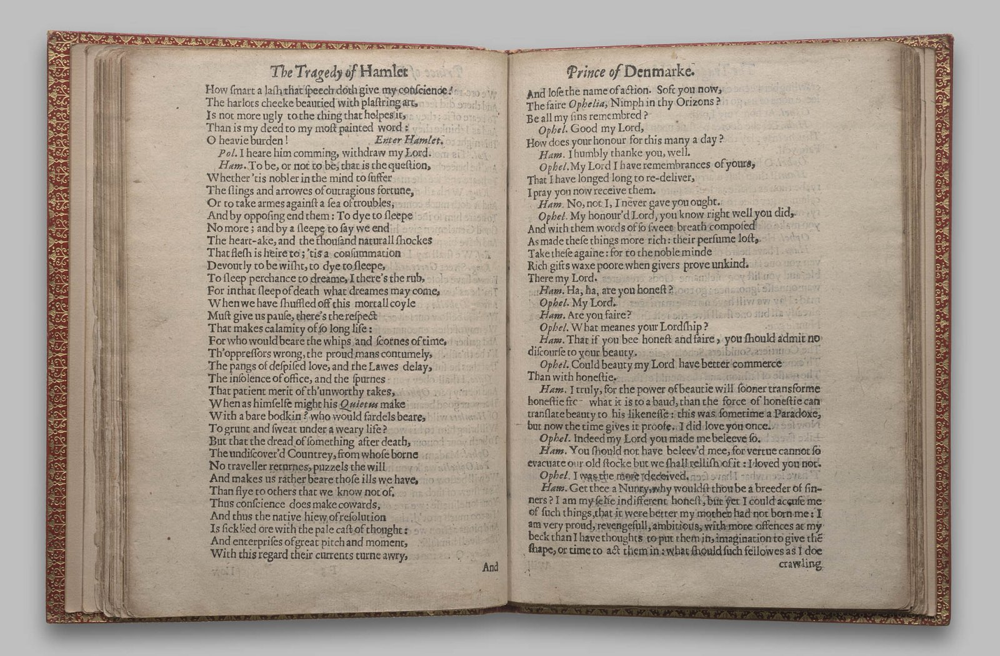 The Tragedy of Hamlet
How ſmart a laſh that ſpeech doth give my conſcience?
The harlots cheeke beautied with plaſtring art,
Is not more ugly to the thing that helpes it,
Than is my deed to my moſt painted word:
O heavie burden! Enter Hamlet.
Pol. I heare him comming, withdraw my Lord.
Ham. To be, or not to be, that is the queſtion,
Whether 'tis nobler in the mind to ſuffer
The ſlings and arrowes of outragious fortune,
Or to take armes againſt a ſea of troubles,
And by oppoſing end them: To dye to ſleepe
No more; and by a ſleepe to ſay we end
The heart-ake, and the thouſand naturall ſhockes
That fleſh is heire to; 'tis a conſummation
Devoutly to be wiſht, to dye to ſleepe,
To ſleep perchance to dreame, I there's the rub,
For in that ſleep of death what dreames may come,
When we have ſhuffled off this mortall coyle
Muſt give us pauſe, there's the reſpect
That makes calamity of ſo long life:
For who would beare the whips and ſcornes of time,
Th'oppreſſors wrong, the proud mans contumely,
The pangs of deſpiſed love, and the Lawes delay,
The inſolence of office, and the ſpurnes
That patient merit of th'unworthy takes,
When as himſelfe might his Quietus make
With a bare bodkin? who would fardels beare,
To grunt and ſweat under a weary life?
But that the dread of ſomething after death,
The undiſcover'd Countrey, from whoſe borne
No traveller returnes, puzzels the will
And makes us rather beare thoſe ills we have,
Than flye to others that we know not of,
Thus conſcience does make cowards,
And thus the native hiew of reſolution
Is ſicklied ore with the pale caſt of thought:
And enterpriſes of great pitch and moment,
With this regard their currents turne awry,
And
Prince of Denmarke.
And loſe the name of action. Soft you now,
The faire Ophelia, Nimph in thy Orizons?
Be all my ſins remembred?
Ophel. Good my Lord,
How does your honour for this many a day?
Ham. I humbly thanke you, well.
Ophel. My Lord I have remembrances of yours,
That I have longed long to re-deliver,
I pray you now receive them.
Ham. No, not I, I never gave you ought.
Ophel. My honour'd Lord, you know right well you did,
And with them words of ſo ſweet breath compoſed
As made theſe things more rich: their perfume loſt,
Take theſe againe: for to the noble minde
Rich gifts waxe poore when givers prove unkind.
There my Lord.
Ham. Ha, ha, are you honeſt?
Ophel. My Lord.
Ham. Are you faire?
Ophel. What meanes your Lordſhip?
Ham. That if you bee honeſt and faire, you ſhould admit no
diſcourſe to your beauty.
Ophel. Could beauty my Lord have better commerce
Than with honeſtie.
Ham. I truly, for the power of beautie will ſooner transforme
honeſtie what it is to a baud, than the force of honeſtie can
tranſlate beauty to his likeneſſe: this was ſometime a Paradoxe,
but now the time gives it proofe. I did love you once.
Ophel. Indeed my Lord you made me beleeve ſo.
Ham. You ſhould not have beleev'd mee, for vertue cannot ſo
evacuate our old ſtocke but we ſhall relliſh of it: I loved you not.
Ophel. I was the more deceived.
Ham. Get thee a Nunry, why wouldſt thou be a breeder of ſin-
ners? I am my ſelfe indifferent honeſt, but yet I could accuſe me
of ſuch things, that it were better my mother had not born me: I
am very proud, revengefull, ambitious, with more offences at my
beck than I have thoughts to put them in, imagination to give thē
ſhape, or time to act them in: what ſhould ſuch fellowes as I doe
crawling